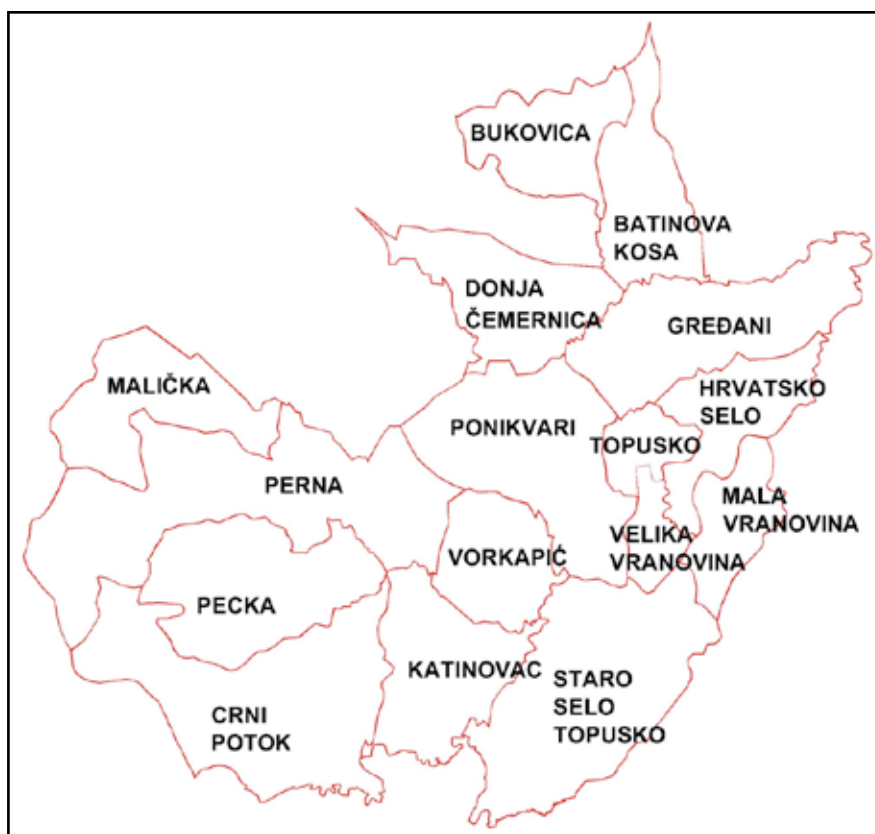 BUKOVICA
BATINOVA
KOSA
DONJA
ČEMERNICA
GREĐANI
MALIČKA
HRVATSKO
SELO
PONIKVARI
TOPUSKO
PERNA
MALA
VRANOVINA
VELIKA
VRANOVINA
VORKAPIĆ
PECKA
KATINOVAC
STARO
SELO
TOPUSKO
CRNI
POTOK